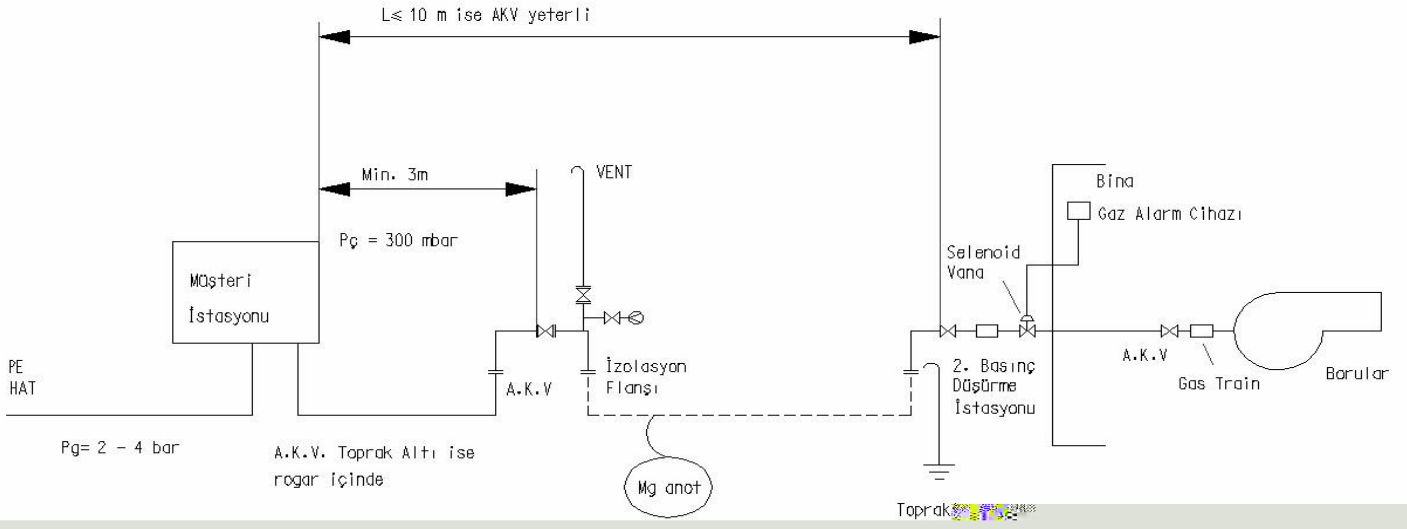 L≤ 10 m ise AKV yeterli
Min. 3m
VENT
Pç = 300 mbar
Müşteri
İstasyonu
Bina
Gaz Alarm Cihazı
Selenoid
Vana
PE
HAT
A.K.V
İzolasyon
Flanşı
2. Basınç
Düşürme
İstasyonu
A.K.V
Gas Train
Borular
Pg= 2 - 4 bar
A.K.V. Toprak Altı ise
rogar içinde
Mg anot
Toprak